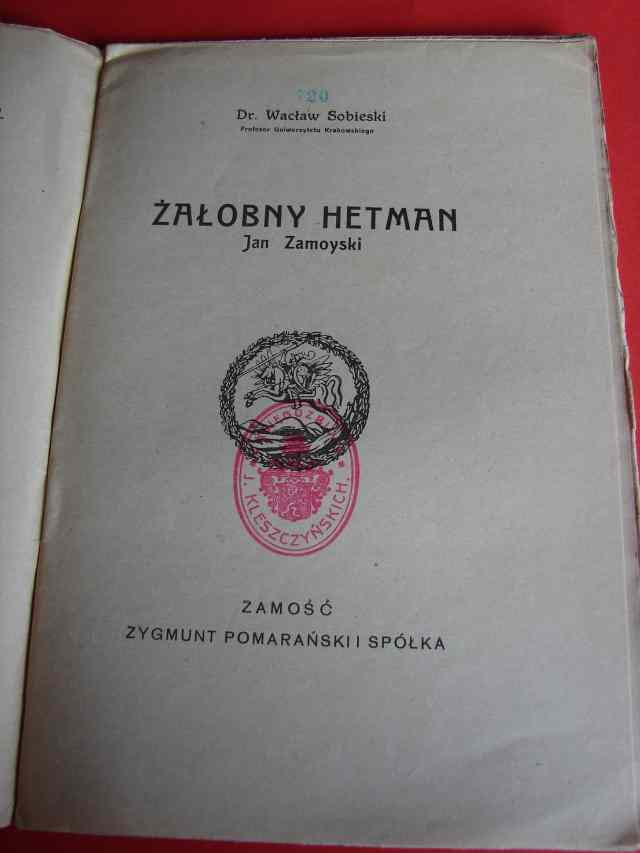 720
Dr. Wacław Sobieski
Profesor Uniwersytetu Krakowskiego
ŻAŁOBNY HETMAN
Jan Zamoyski
J. KLESZCZYŃSKICH.
ZAMOŚĆ
ZYGMUNT POMARAŃSKI I SPÓŁKA